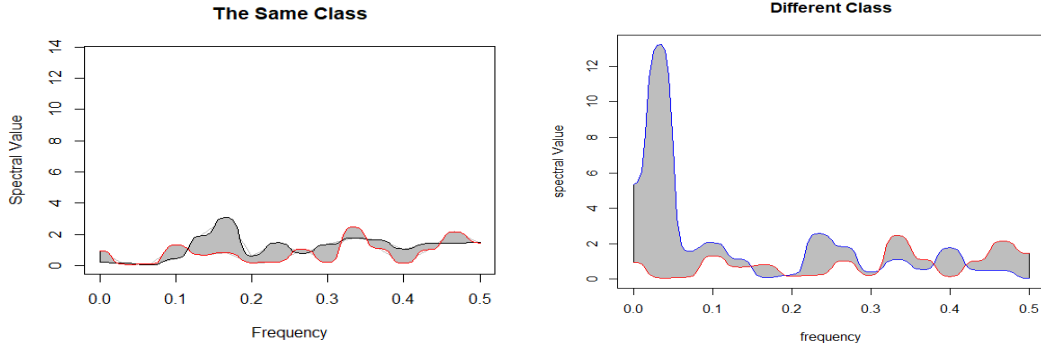 The Same Class
Spectral Value
14
12
10
8
6
4
2
0
0.0 0.1 0.2 0.3 0.4 0.5
Frequency
Different Class
spectral Value
12
10
8
6
4
2
0
0.0 0.1 0.2 0.3 0.4 0.5
frequency